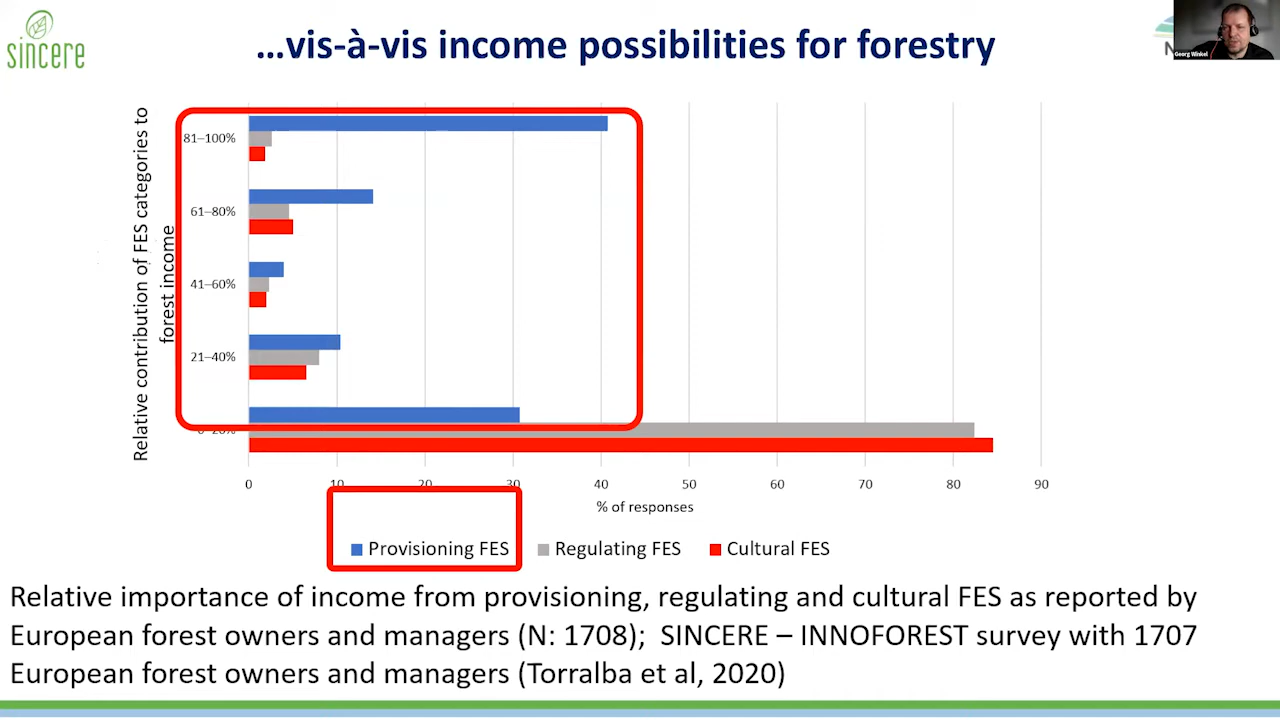 sincere
...vis-à-vis income possibilities for forestry
N
Georg Winkel
Relative contribution of FES categories to
forest income
81–100%
61–80%
41–60%
21–40%
0–20%
0 10 20 30 40 50 60 70 80 90
% of responses
Provisioning FES Regulating FES Cultural FES
Relative importance of income from provisioning, regulating and cultural FES as reported by
European forest owners and managers (N: 1708); SINCERE – INNOFOREST survey with 1707
European forest owners and managers (Torralba et al, 2020)